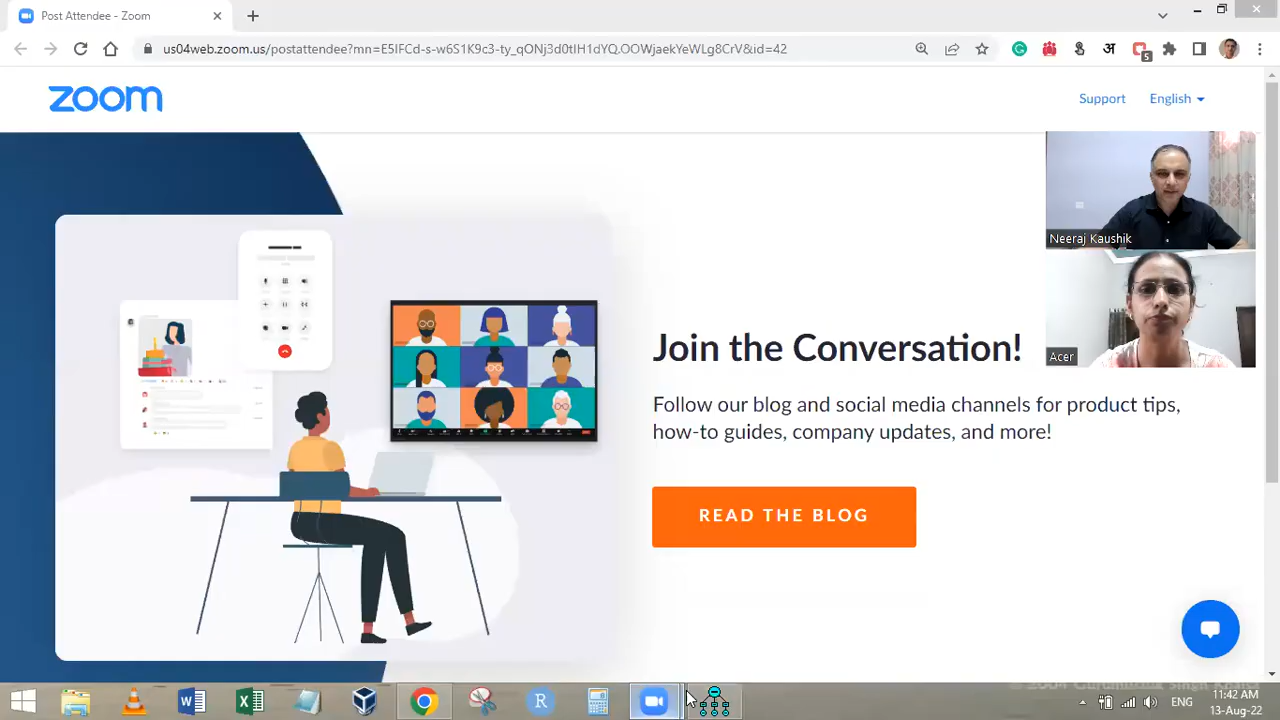 Post Attendee - Zoom
us04web.zoom.us/postattendee?mn=E5IFCd-s-w6S1K9c3-ty_qONj3d0tIH1dYQ.OOWjaekYeWLg8CrV&id=42
अ
5
zoom
Support
English
Neeraj Kaushik
Acer
Join the Conversation!
Follow our blog and social media channels for product tips,
how-to guides, company updates, and more!
READ THE BLOG
ENG
11:42 AM
13-Aug-22